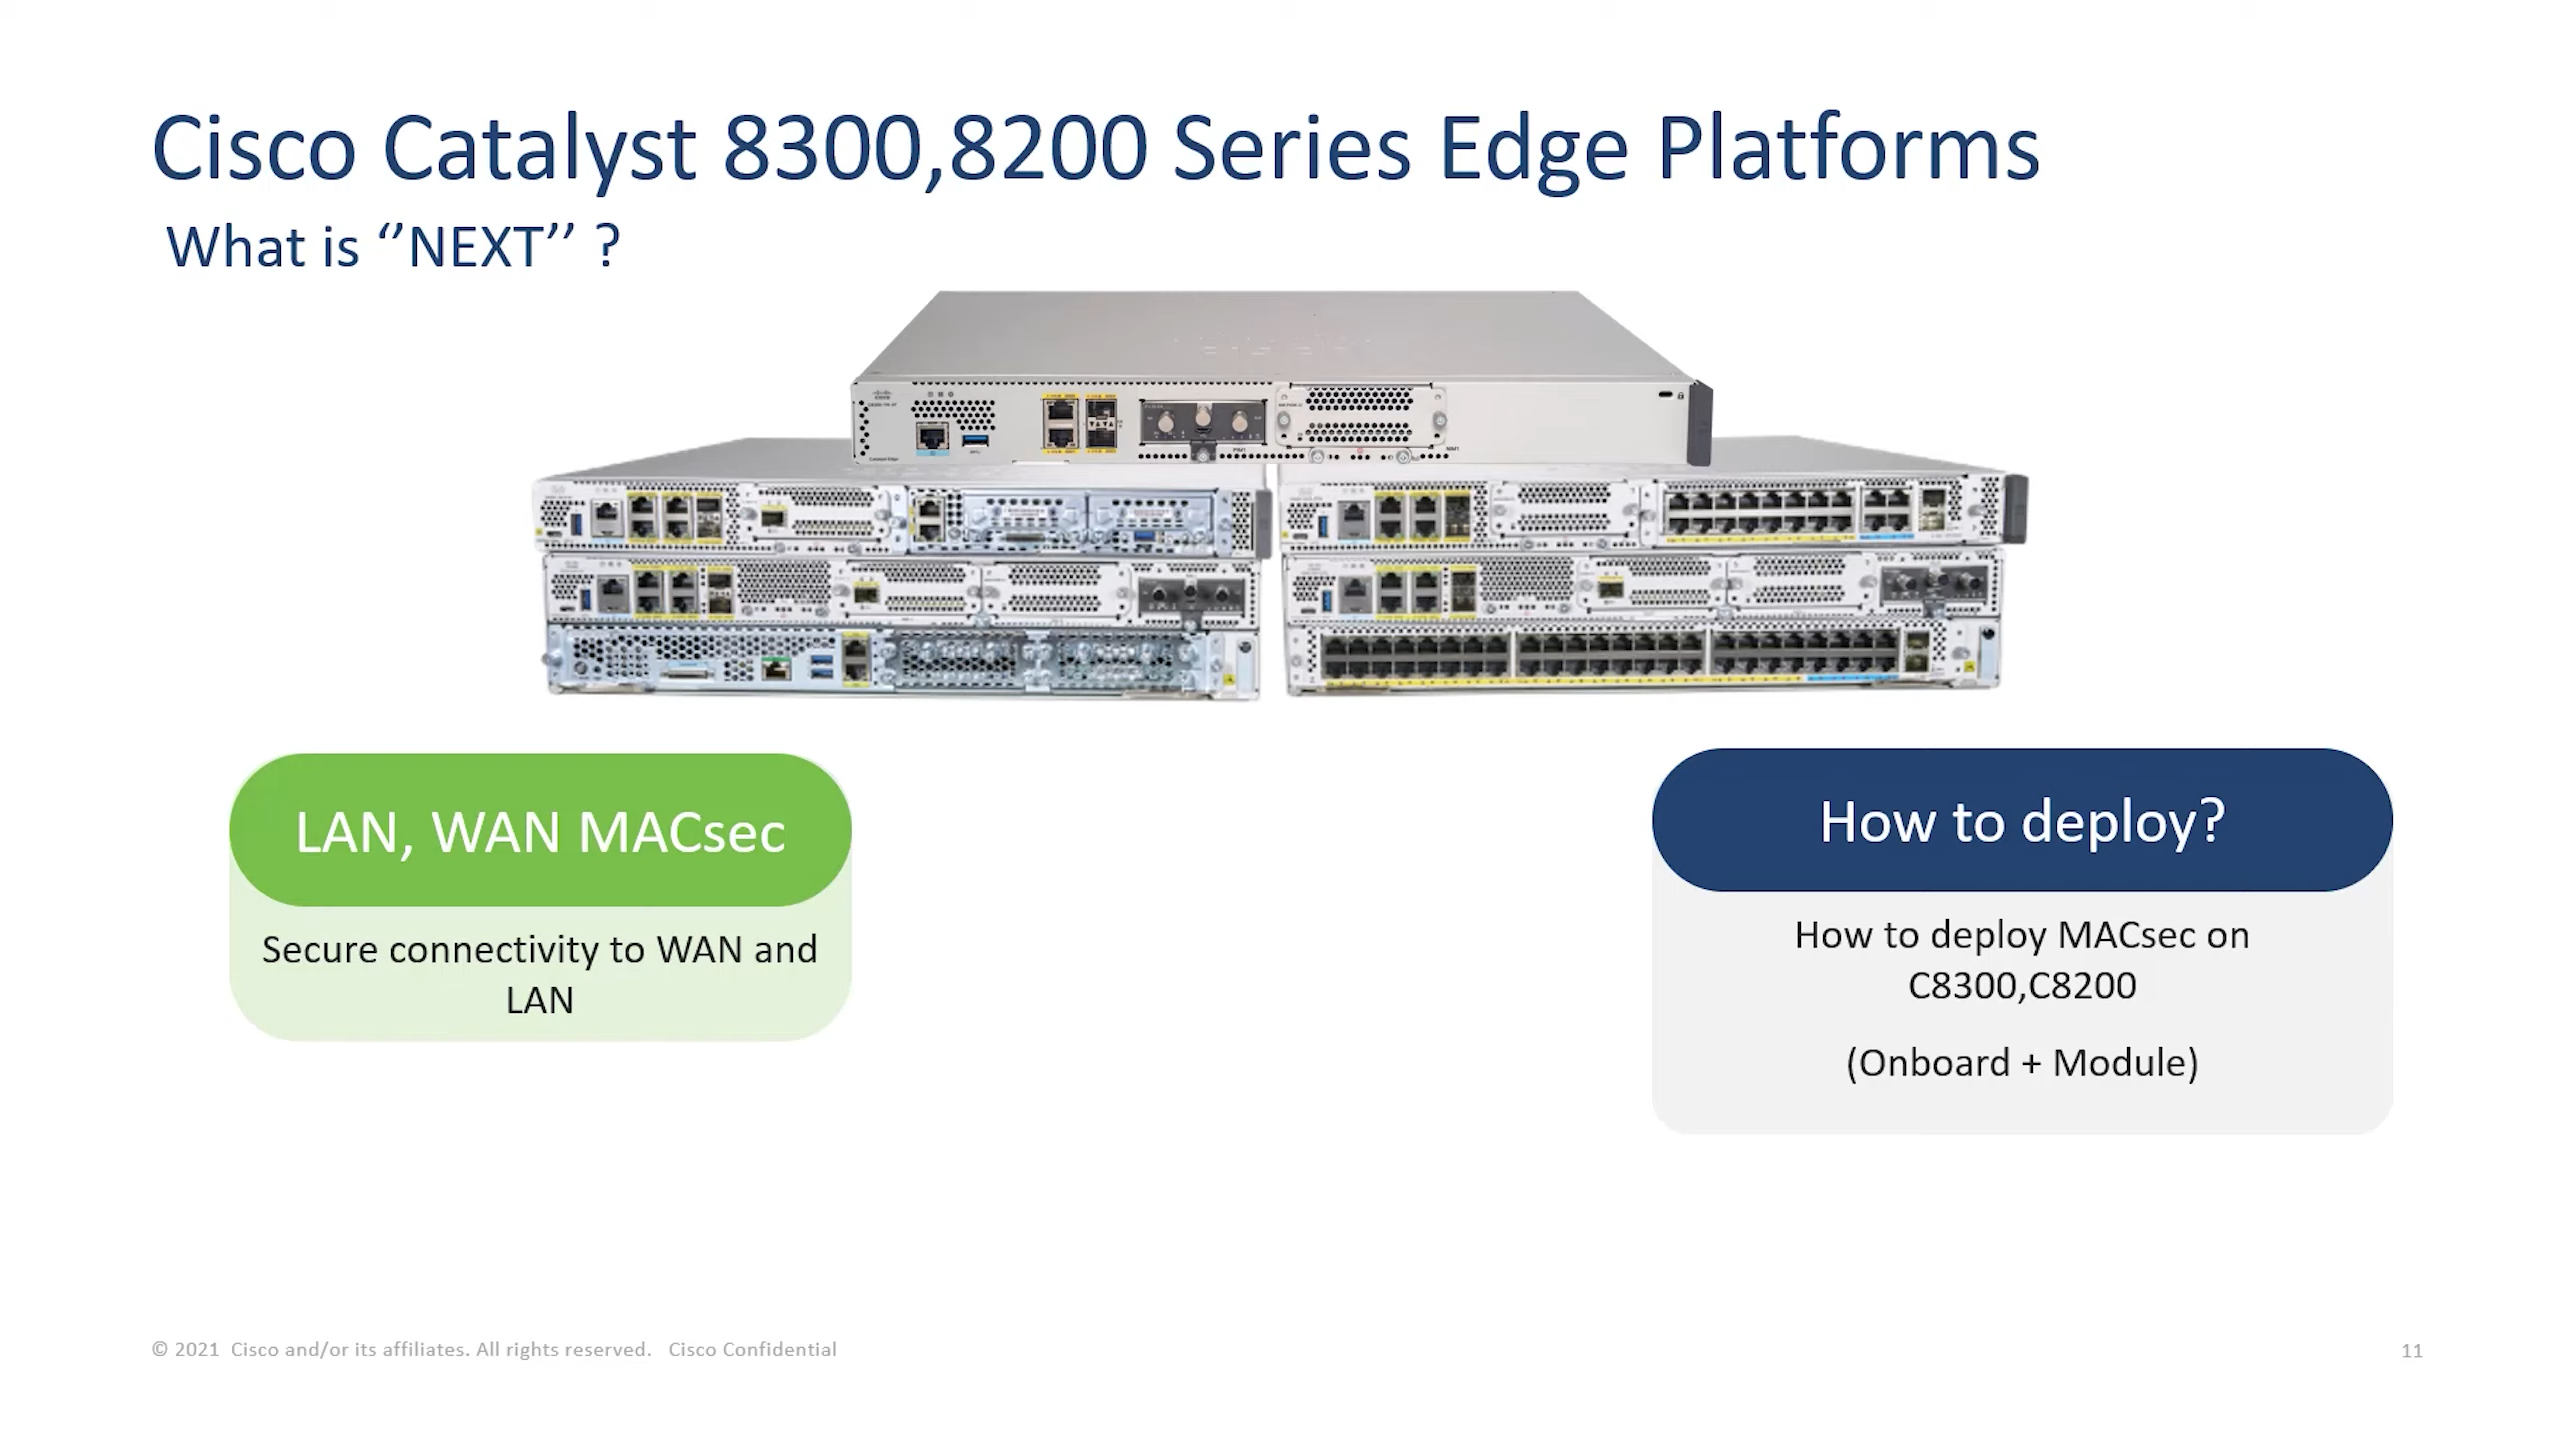 Cisco Catalyst 8300,8200 Series Edge Platforms
What is ‘’NEXT’’ ?
LAN, WAN MACsec
Secure connectivity to WAN and
LAN
How to deploy?
How to deploy MACsec on
C8300,C8200
(Onboard + Module)
© 2021 Cisco and/or its affiliates. All rights reserved. Cisco Confidential
11